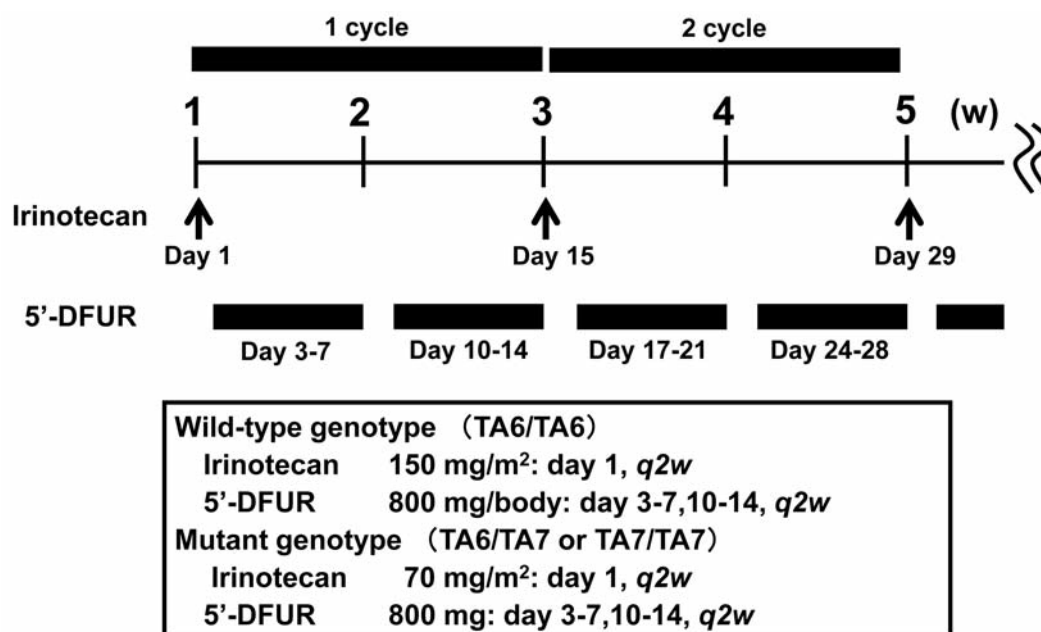 1 cycle 2 cycle
1 2 3 4 5 (w)
Irinotecan
Day 1 Day 15 Day 29
5’-DFUR
Day 3-7 Day 10-14 Day 17-21 Day 24-28
Wild-type genotype （TA6/TA6）
Irinotecan 150 mg/m²: day 1, q2w
5’-DFUR 800 mg/body: day 3-7,10-14, q2w
Mutant genotype （TA6/TA7 or TA7/TA7）
Irinotecan 70 mg/m²: day 1, q2w
5’-DFUR 800 mg: day 3-7,10-14, q2w